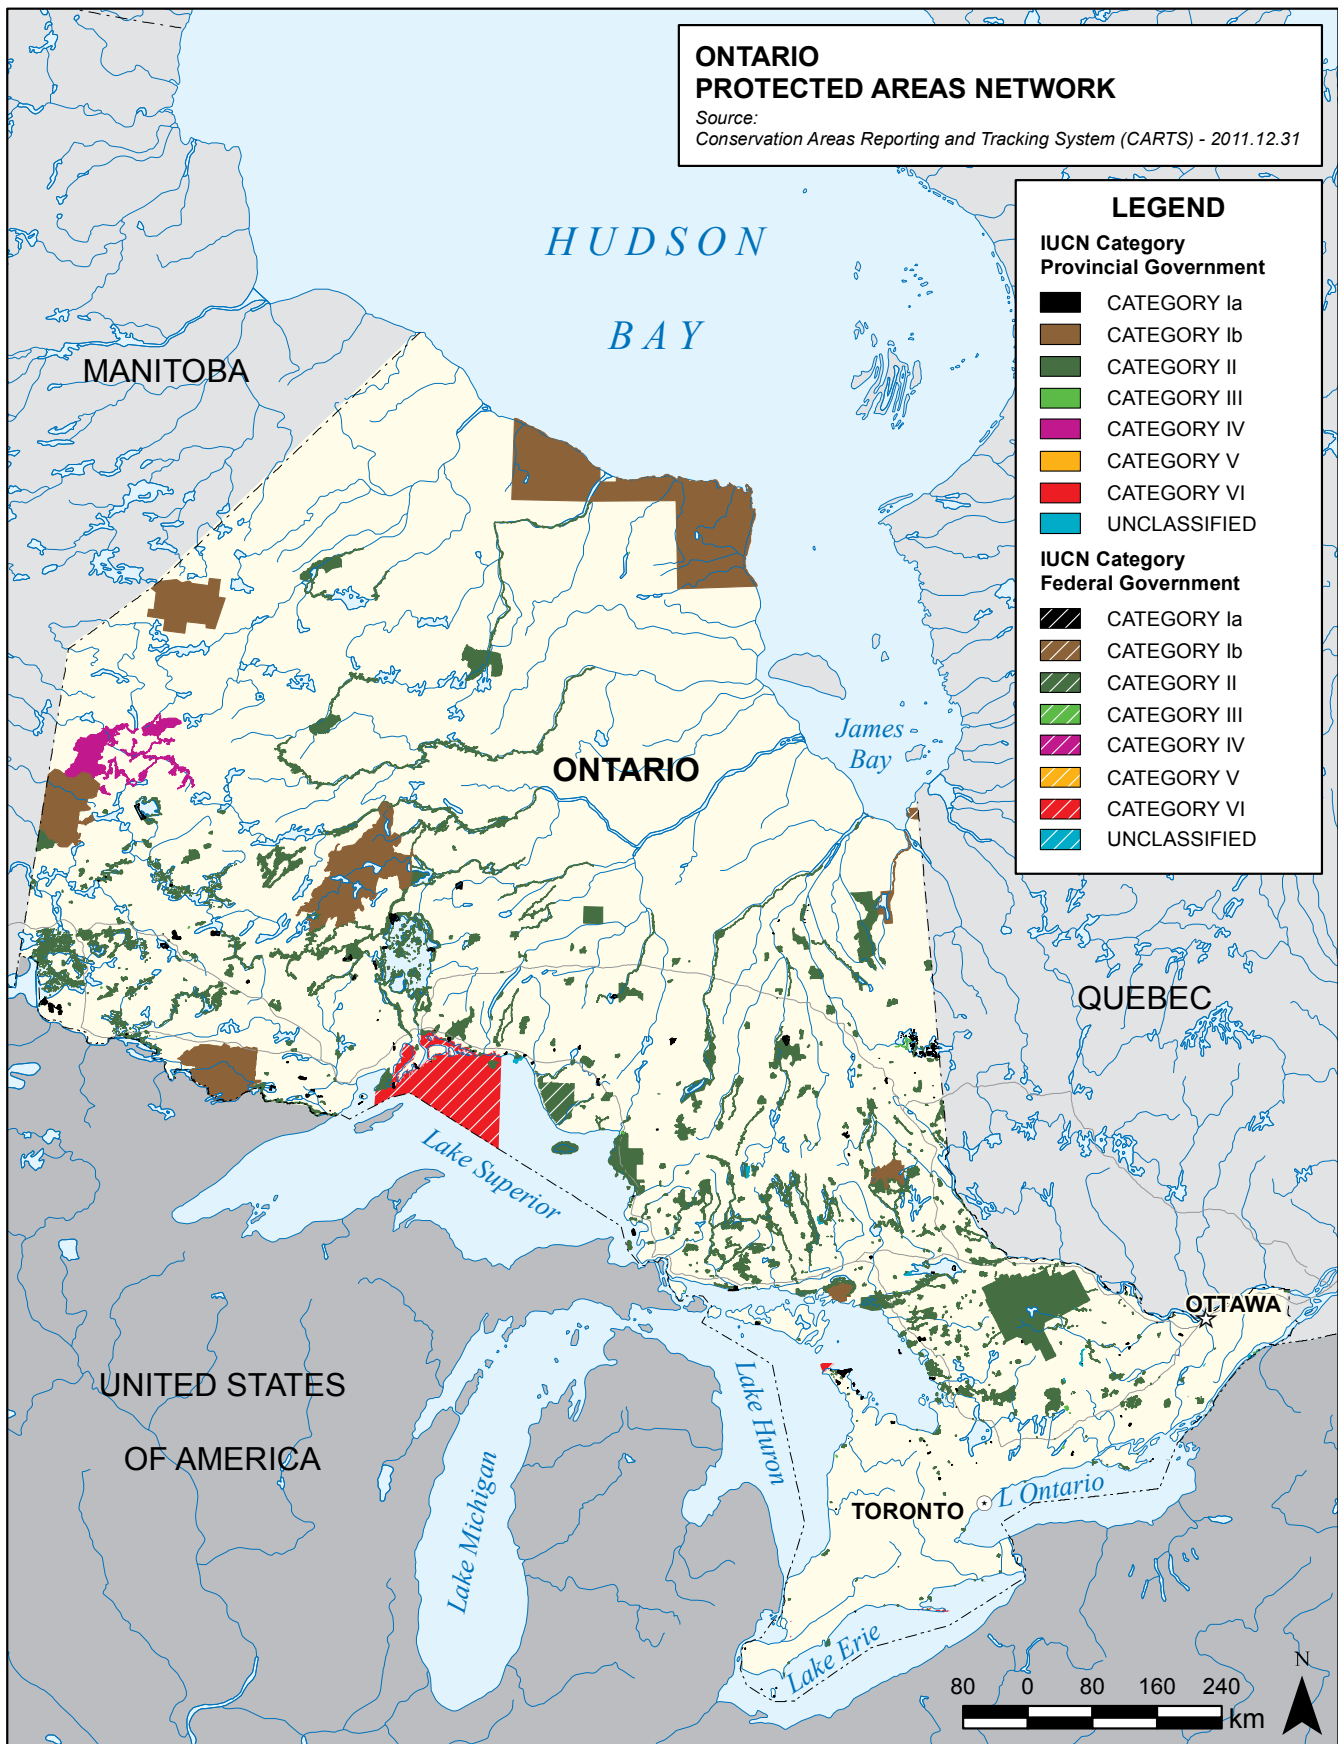 ONTARIO
PROTECTED AREAS NETWORK
Source:
Conservation Areas Reporting and Tracking System (CARTS) - 2011.12.31
LEGEND
IUCN Category
Provincial Government
CATEGORY Ia
CATEGORY Ib
CATEGORY II
CATEGORY III
CATEGORY IV
CATEGORY V
CATEGORY VI
UNCLASSIFIED
IUCN Category
Federal Government
CATEGORY Ia
CATEGORY Ib
CATEGORY II
CATEGORY III
CATEGORY IV
CATEGORY V
CATEGORY VI
UNCLASSIFIED
HUDSON
BAY
MANITOBA
James
Bay
ONTARIO
QUEBEC
Lake Superior
OTTAWA
UNITED STATES
OF AMERICA
Lake Huron
Lake Michigan
TORONTO
L Ontario
Lake Erie
N
80 0 80 160 240
km